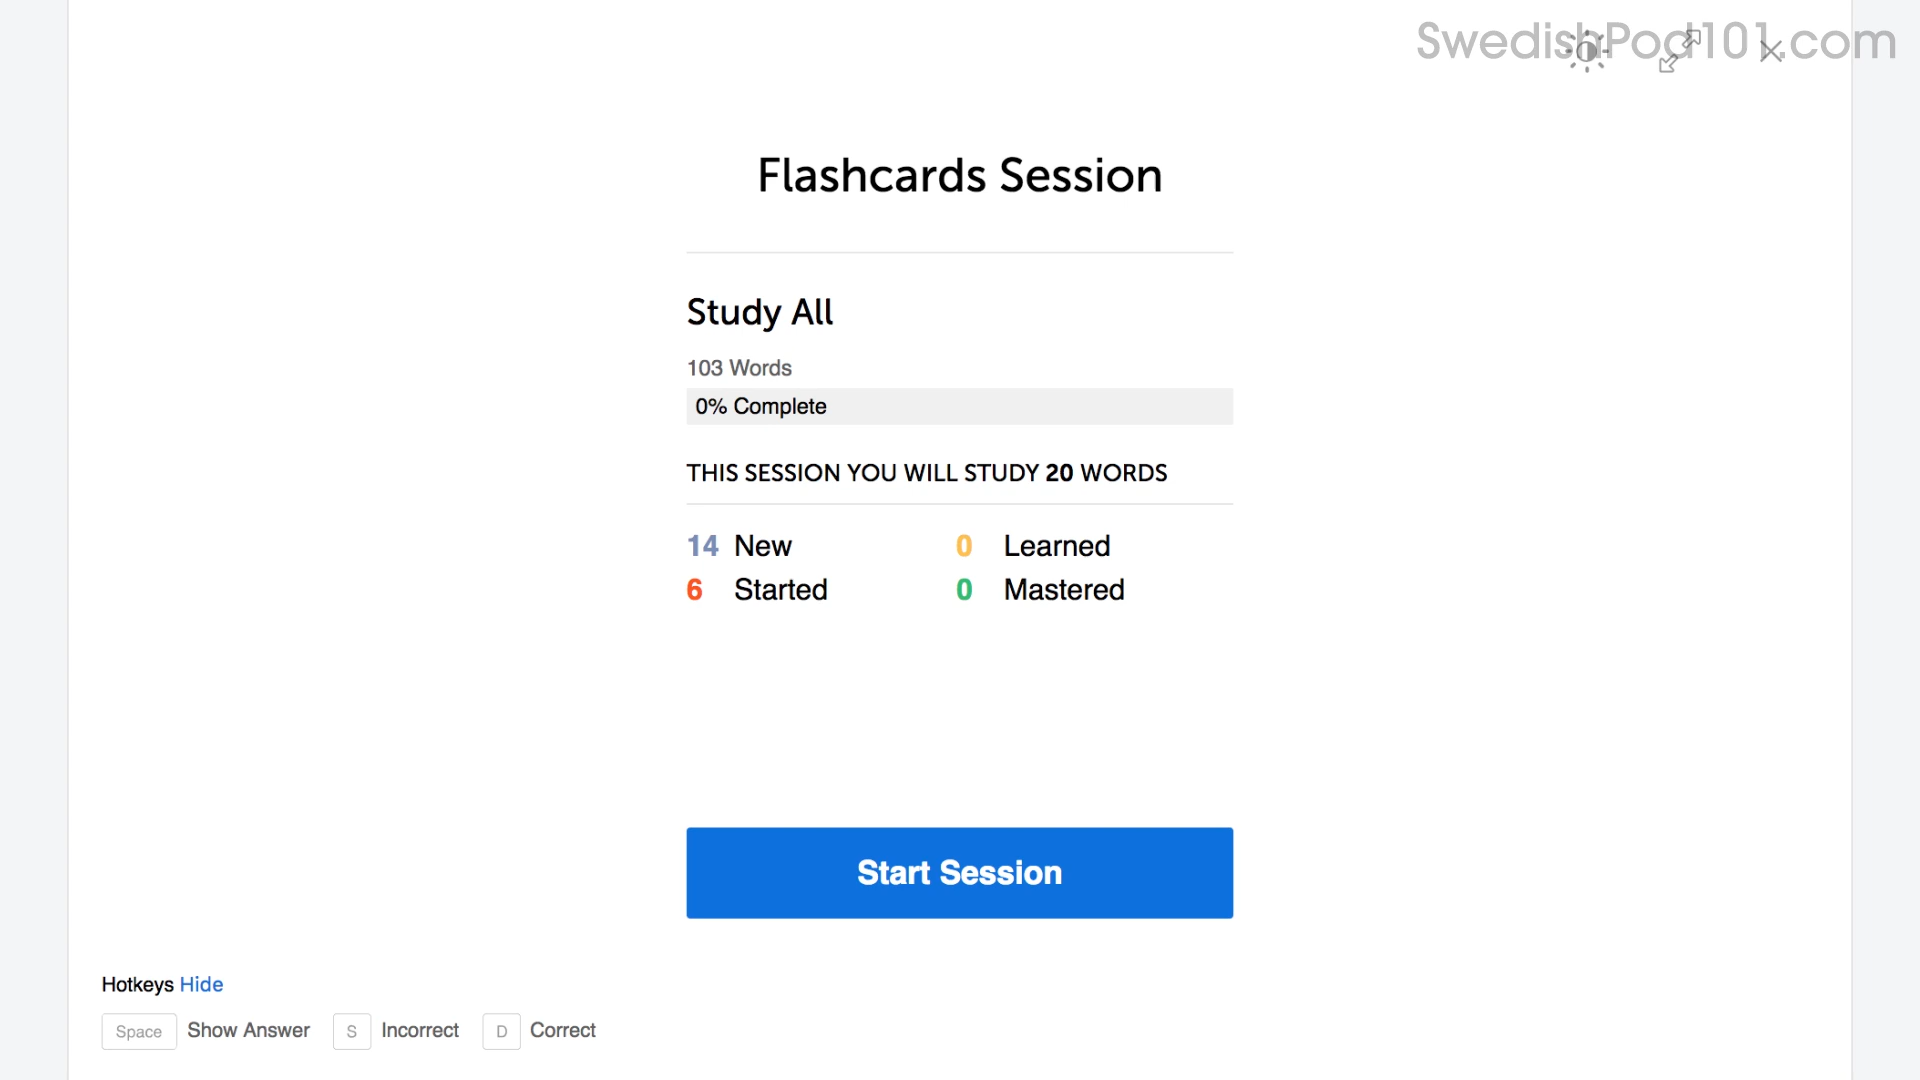 SwedishPod101.com
Flashcards Session
Study All
103 Words
0% Complete
THIS SESSION YOU WILL STUDY 20 WORDS
14 New 0 Learned
6 Started 0 Mastered
Start Session
Hotkeys Hide
Space Show Answer S Incorrect D Correct